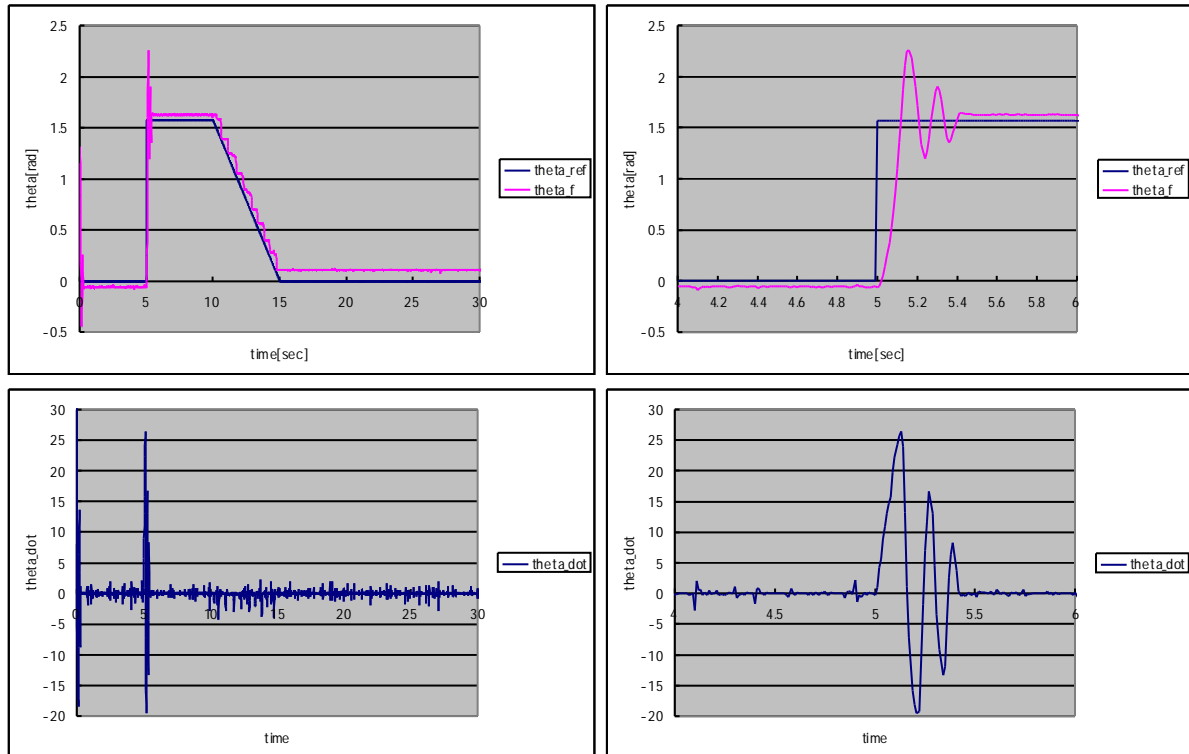 2.5
2
1.5
1
0.5
0
-0.5
theta[rad]
0 5 10 15 20 25 30
time[sec]
theta_ref
theta_f
2.5
2
1.5
1
0.5
0
-0.5
theta[rad]
4 4.2 4.4 4.6 4.8 5 5.2 5.4 5.6 5.8 6
time[sec]
theta_ref
theta_f
30
25
20
15
10
5
0
-5
-10
-15
-20
theta_dot
0 5 10 15 20 25 30
time
theta_dot
30
25
20
15
10
5
0
-5
-10
-15
-20
theta_dot
4 4.5 5 5.5 6
time
theta_dot